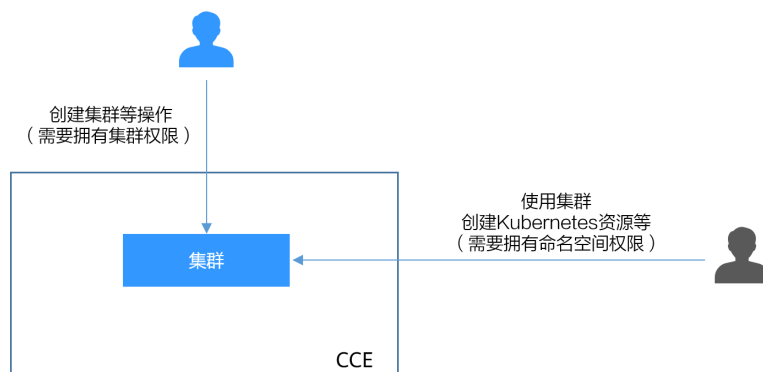 创建集群等操作
（需要拥有集群权限）
使用集群
创建Kubernetes资源等
（需要拥有命名空间权限）
集群
CCE